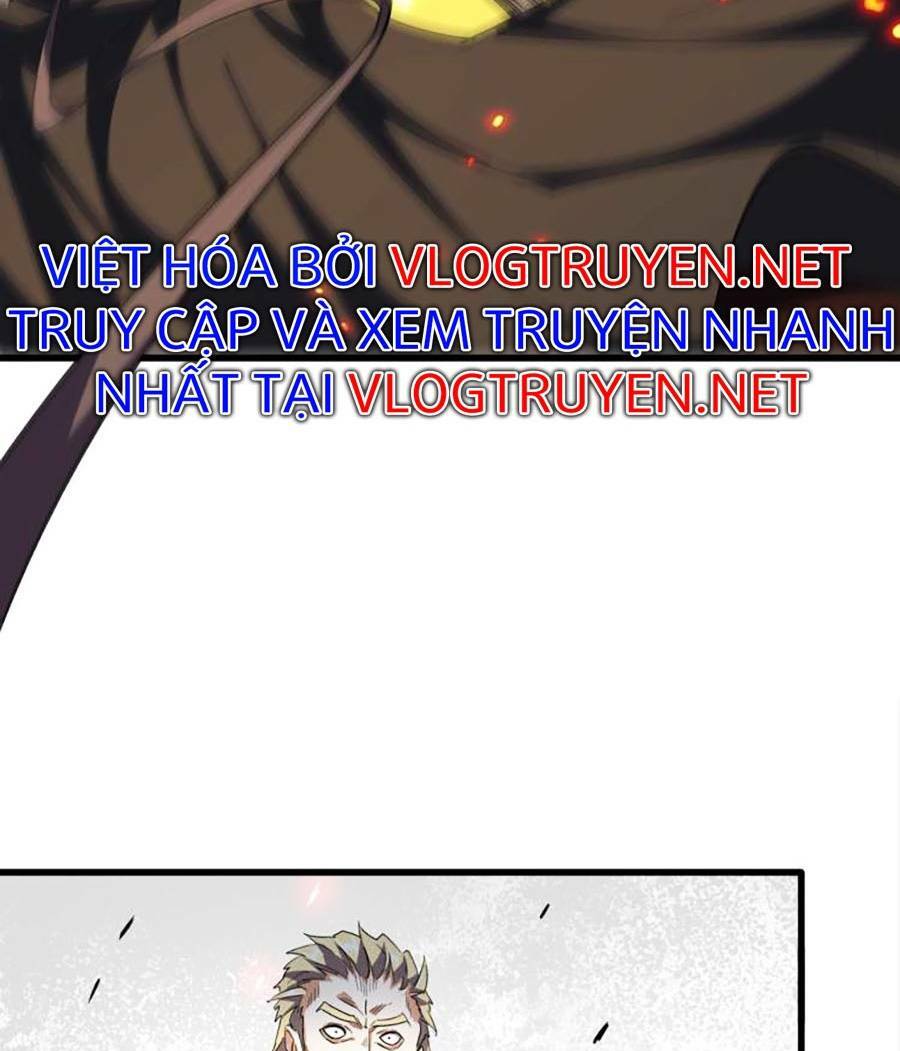 VIỆT HÓA BỞI VLOGTRUYEN.NET
TRUY CẬP VÀ XEM TRUYỆN NHANH
NHẤT TẠI VLOGTRUYEN.NET